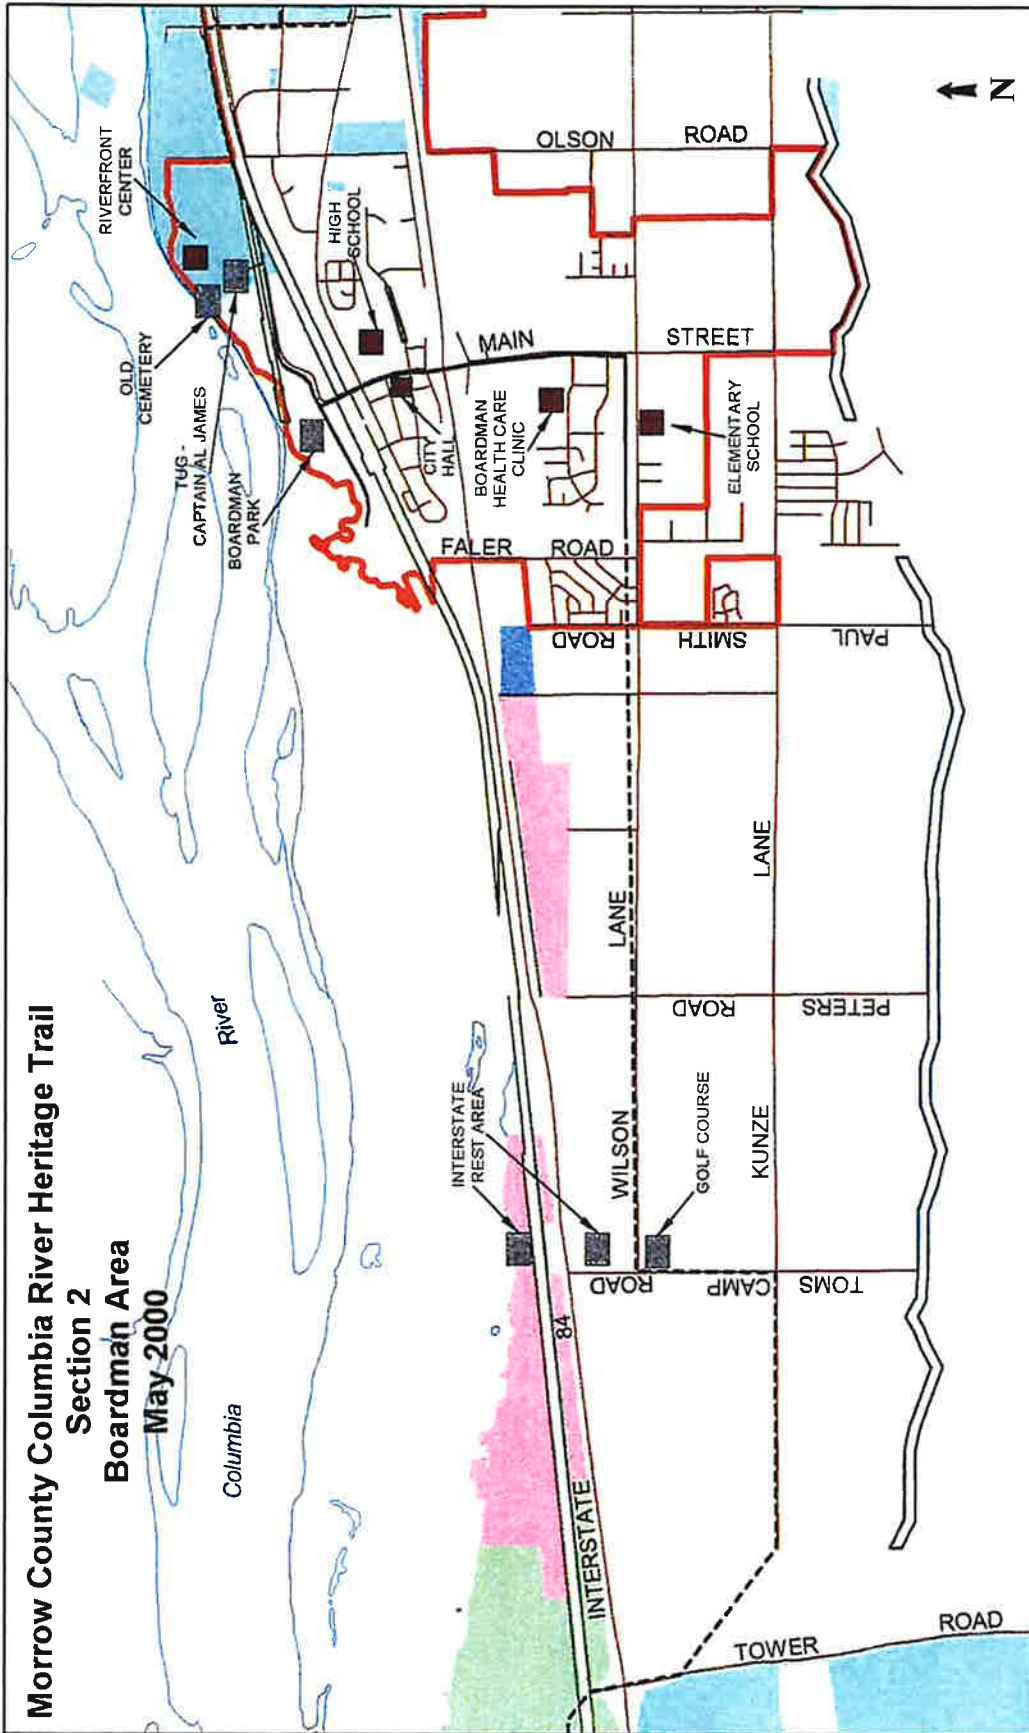 Morrow County Columbia River Heritage Trail
Section 2
Boardman Area
May 2000
Columbia
River
RIVERFRONT
CENTER
OLD
CEMETERY
TUG -
CAPTAIN AL JAMES
BOARDMAN
PARK
HIGH
SCHOOL
CITY
HALL
BOARDMAN
HEALTH CARE
CLINIC
ELEMENTARY
SCHOOL
MAIN STREET
OLSON ROAD
FALER ROAD
PAUL SMITH ROAD
WILSON LANE
KUNZE LANE
PETERS ROAD
INTERSTATE
REST AREA
GOLF COURSE
TOMS CAMP ROAD
INTERSTATE 84
TOWER ROAD
N